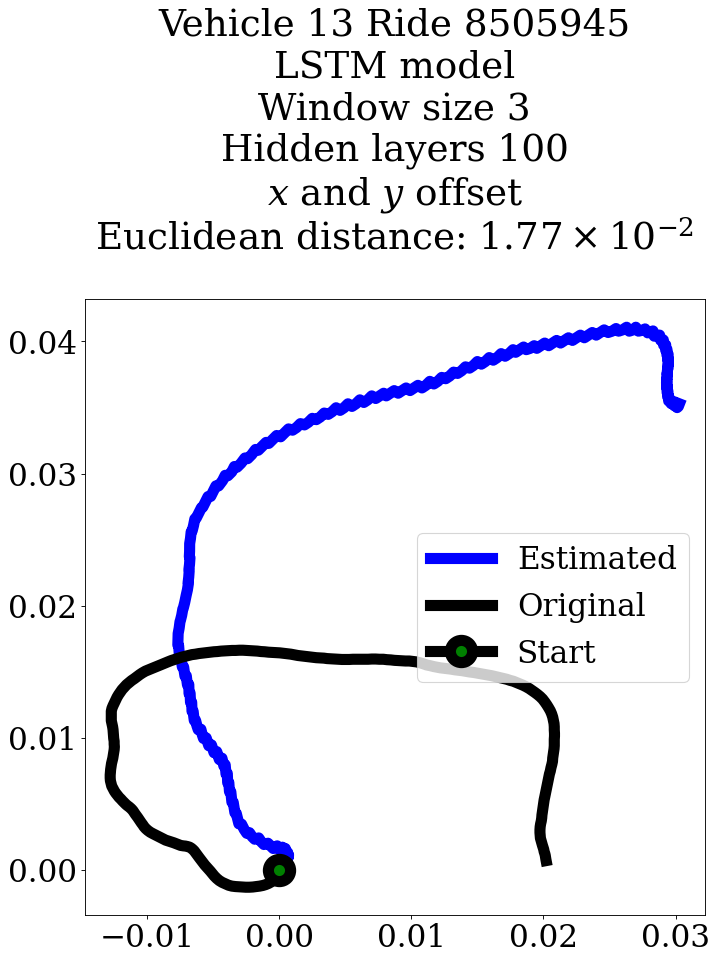 Vehicle 13 Ride 8505945
LSTM model
Window size 3
Hidden layers 100
x and y offset
Euclidean distance: 1.77 × 10⁻²
0.04
0.03
0.02
0.01
0.00
Estimated
Original
Start
−0.01 0.00 0.01 0.02 0.03